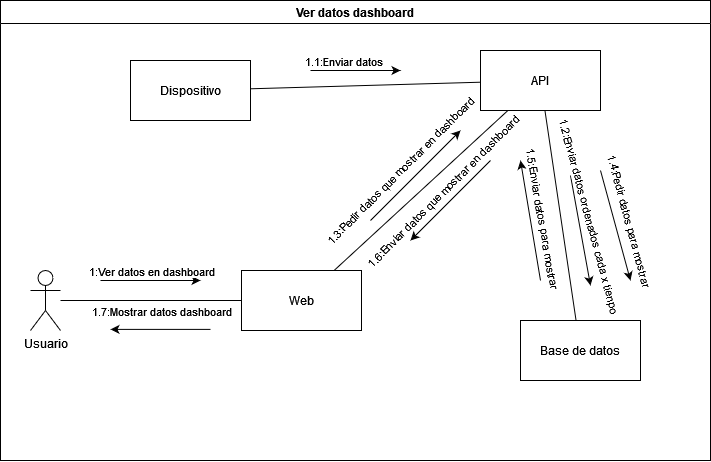 Ver datos dashboard
1.1:Enviar datos
Dispositivo
API
1.3:Pedir datos que mostrar en dashboard
1.6:Enviar datos que mostrar en dashboard
1.5:Enviar datos para mostrar
1.2:Enviar datos ordenados cada x tiempo
1.4:Pedir datos para mostrar
1:Ver datos en dashboard
Web
1.7:Mostrar datos dashboard
Usuario
Base de datos